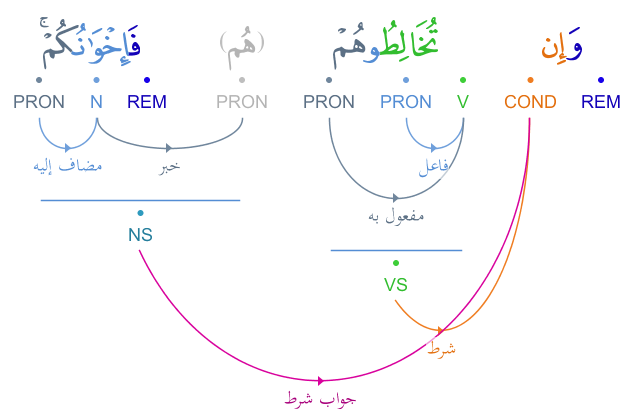 وَإِن تُخَالِطُوهُمْ (هُم) فَإِخْوَٰنُكُمْ ۚ
REM COND V PRON PRON PRON REM N PRON
فاعل خبر مضاف إليه
مفعول به
NS
VS
شرط
جواب شرط